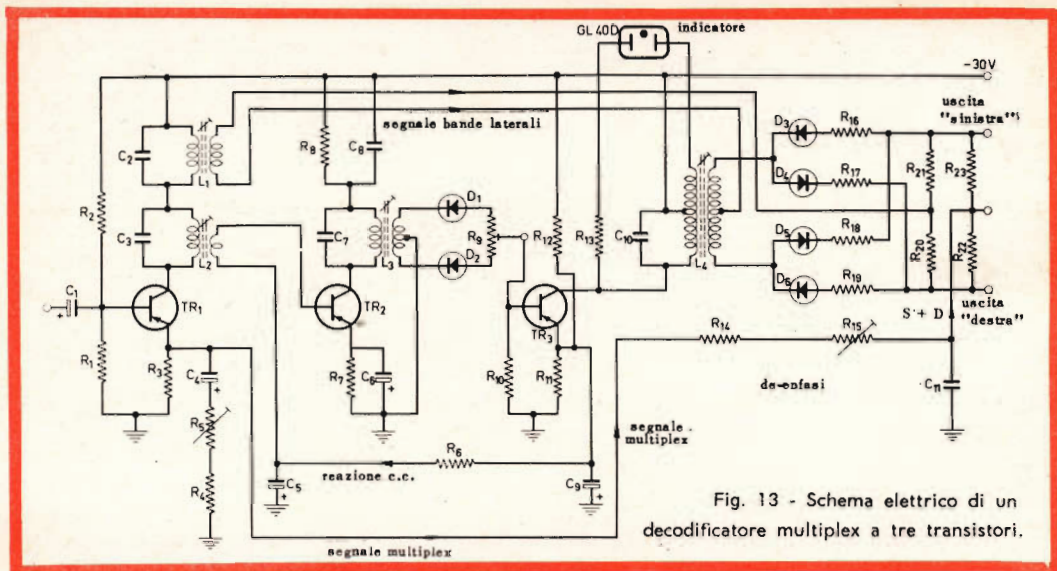 GL 40D
indicatore
-30V
uscita
"sinistra"
segnale bande laterali
C2
L1
R8
C8
D3
R16
D4
R17
R21
R23
R2
C3
L2
C7
L3
D1
R9
D2
R12
R13
C10
L4
D5
R18
R20
R22
D6
R19
C1
+
TR1
TR2
TR3
uscita
"destra"
S + D
R1
R3
C4
+
R7
C6
+
R10
R11
R14
R15
de-enfasi
C11
R5
R4
segnale
multiplex
R6
reazione c.c.
C5
+
C9
+
segnale multiplex
Fig. 13 - Schema elettrico di un
decodificatore multiplex a tre transistori.